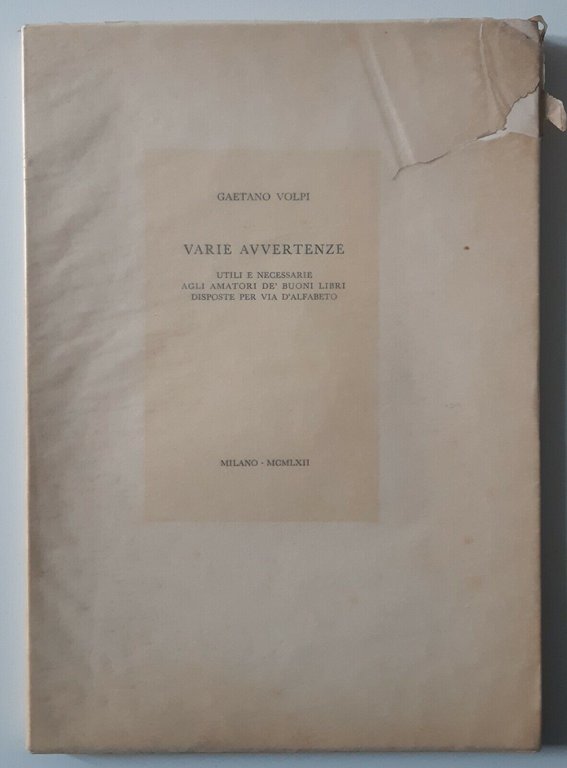 GAETANO VOLPI
VARIE AVVERTENZE
UTILI E NECESSARIE
AGLI AMATORI DE' BUONI LIBRI
DISPOSTE PER VIA D'ALFABETO
MILANO · MCMLXII